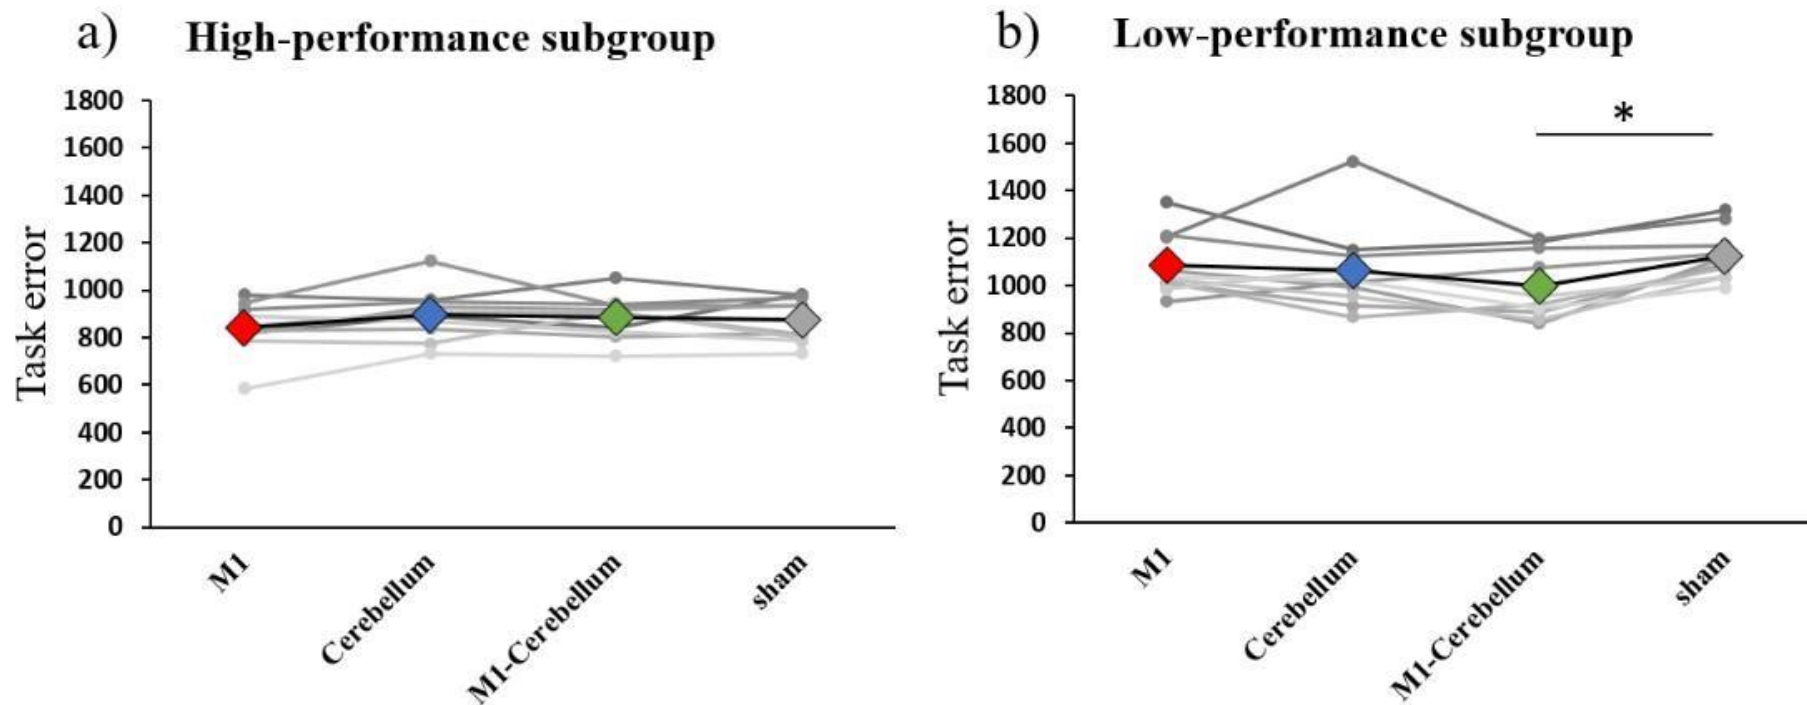 a) High-performance subgroup
Task error
1800
1600
1400
1200
1000
800
600
400
200
0
M1
Cerebellum
M1-Cerebellum
sham
b) Low-performance subgroup
*
Task error
1800
1600
1400
1200
1000
800
600
400
200
0
M1
Cerebellum
M1-Cerebellum
sham